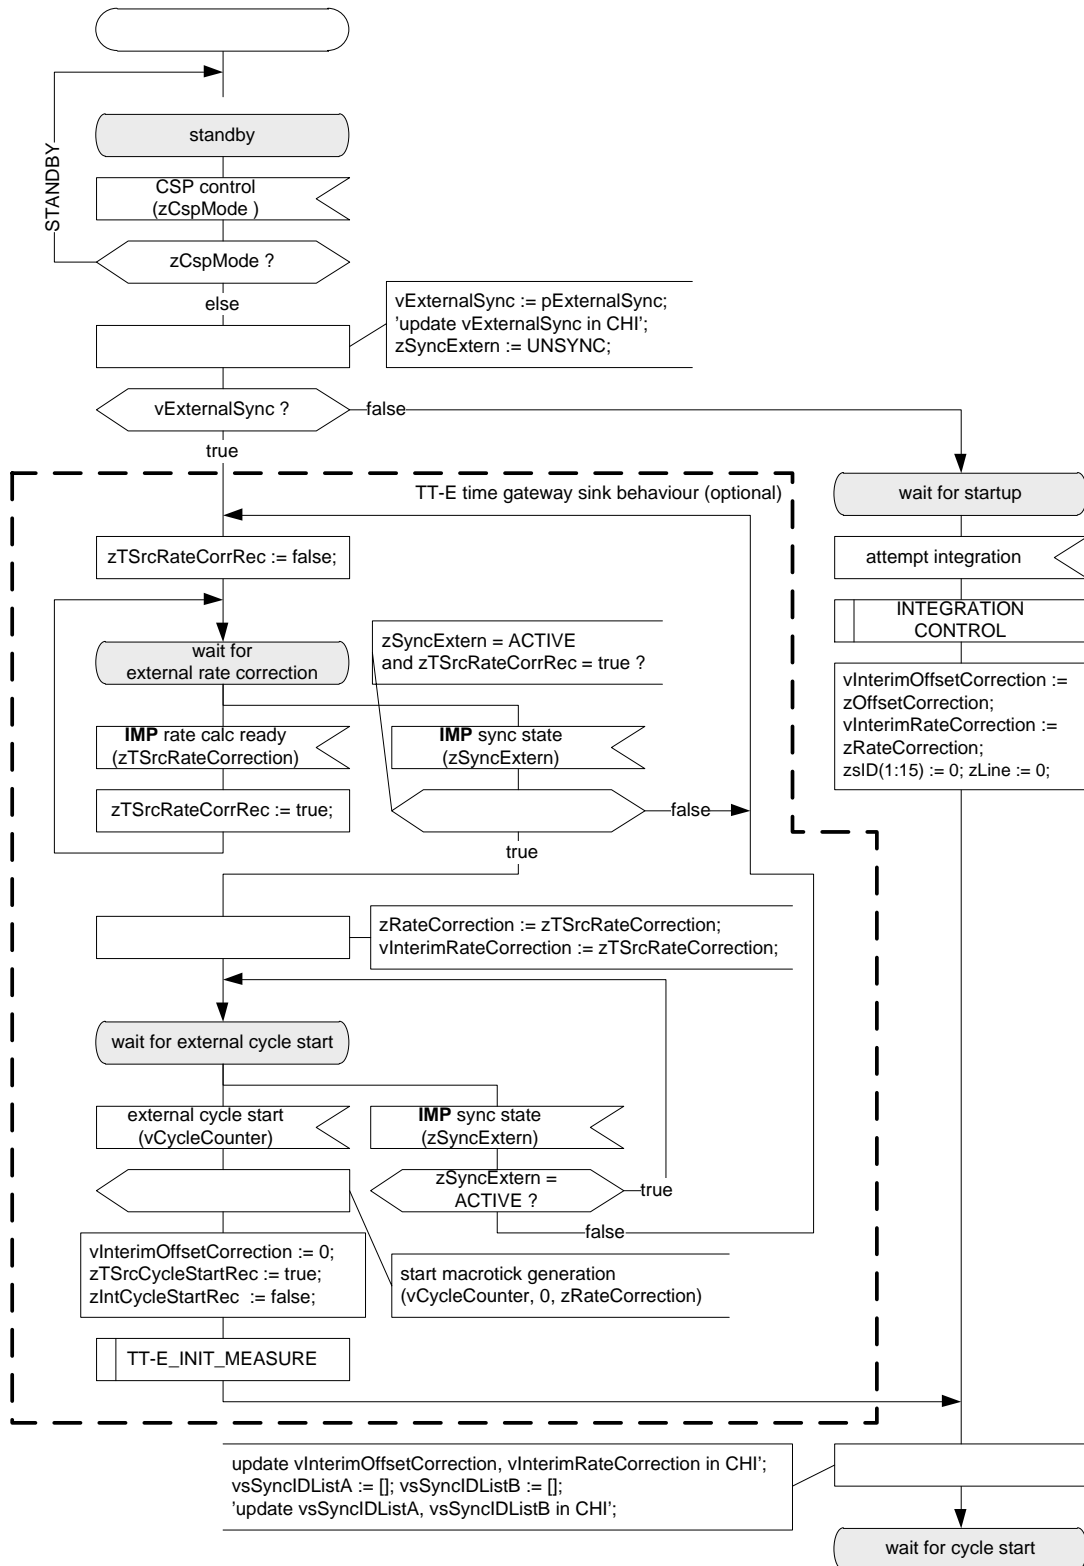 standby
CSP control
(zCspMode )
STANDBY
zCspMode ?
else
vExternalSync := pExternalSync;
'update vExternalSync in CHI';
zSyncExtern := UNSYNC;
vExternalSync ?
false
true
TT-E time gateway sink behaviour (optional)
wait for startup
attempt integration
INTEGRATION
CONTROL
vInterimOffsetCorrection :=
zOffsetCorrection;
vInterimRateCorrection :=
zRateCorrection;
zsID(1:15) := 0; zLine := 0;
zTSrcRateCorrRec := false;
wait for
external rate correction
zSyncExtern = ACTIVE
and zTSrcRateCorrRec = true ?
IMP rate calc ready
(zTSrcRateCorrection)
IMP sync state
(zSyncExtern)
zTSrcRateCorrRec := true;
false
true
zRateCorrection := zTSrcRateCorrection;
vInterimRateCorrection := zTSrcRateCorrection;
wait for external cycle start
external cycle start
(vCycleCounter)
IMP sync state
(zSyncExtern)
zSyncExtern =
ACTIVE ?
true
false
vInterimOffsetCorrection := 0;
zTSrcCycleStartRec := true;
zIntCycleStartRec  := false;
start macrotick generation
(vCycleCounter, 0, zRateCorrection)
TT-E_INIT_MEASURE
update vInterimOffsetCorrection, vInterimRateCorrection in CHI';
vsSyncIDListA := []; vsSyncIDListB := [];
'update vsSyncIDListA, vsSyncIDListB in CHI';
wait for cycle start